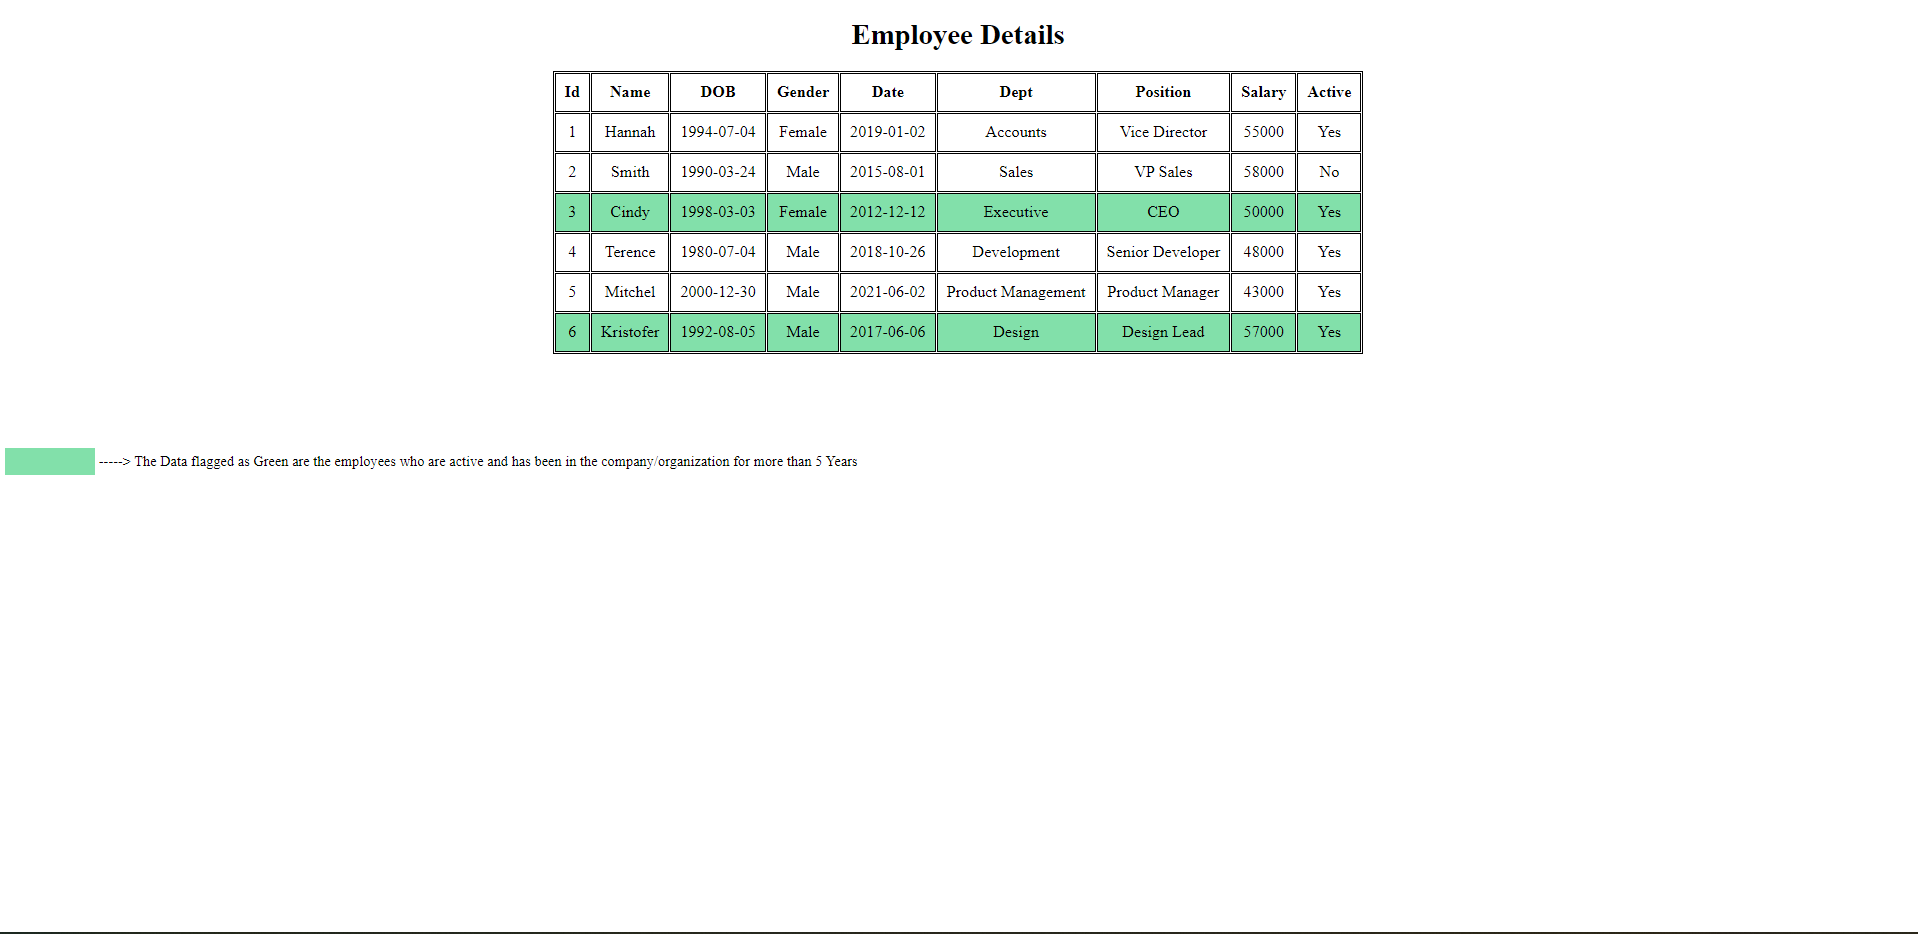 Employee Details
Id Name DOB Gender Date Dept Position Salary Active
1 Hannah 1994-07-04 Female 2019-01-02 Accounts Vice Director 55000 Yes
2 Smith 1990-03-24 Male 2015-08-01 Sales VP Sales 58000 No
3 Cindy 1998-03-03 Female 2012-12-12 Executive CEO 50000 Yes
4 Terence 1980-07-04 Male 2018-10-26 Development Senior Developer 48000 Yes
5 Mitchel 2000-12-30 Male 2021-06-02 Product Management Product Manager 43000 Yes
6 Kristofer 1992-08-05 Male 2017-06-06 Design Design Lead 57000 Yes
-----> The Data flagged as Green are the employees who are active and has been in the company/organization for more than 5 Years